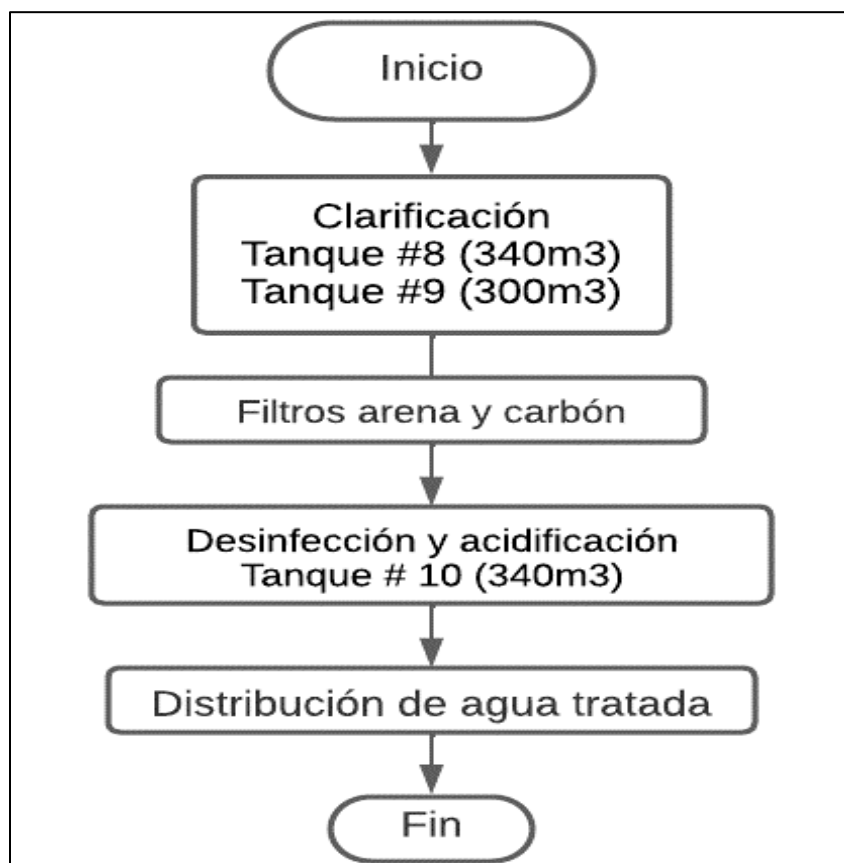 Inicio
Clarificación
Tanque #8 (340m3)
Tanque #9 (300m3)
Filtros arena y carbón
Desinfección y acidificación
Tanque # 10 (340m3)
Distribución de agua tratada
Fin